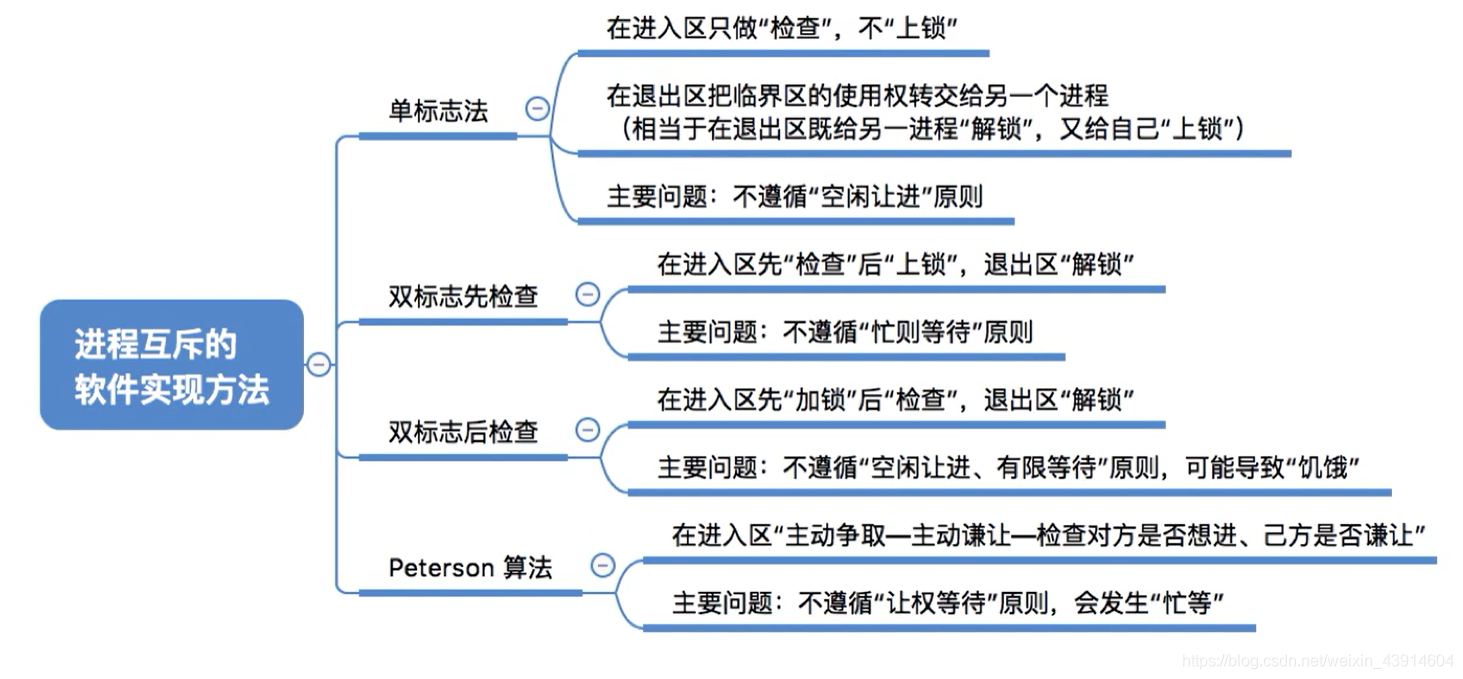 进程互斥的
软件实现方法
单标志法
在进入区只做“检查”，不“上锁”
在退出区把临界区的使用权转交给另一个进程
（相当于在退出区既给另一进程“解锁”，又给自己“上锁”）
主要问题：不遵循“空闲让进”原则
双标志先检查
在进入区先“检查”后“上锁”，退出区“解锁”
主要问题：不遵循“忙则等待”原则
双标志后检查
在进入区先“加锁”后“检查”，退出区“解锁”
主要问题：不遵循“空闲让进、有限等待”原则，可能导致“饥饿”
Peterson 算法
在进入区“主动争取—主动谦让—检查对方是否想进、己方是否谦让”
主要问题：不遵循“让权等待”原则，会发生“忙等”
https://blog.csdn.net/weixin_43914604